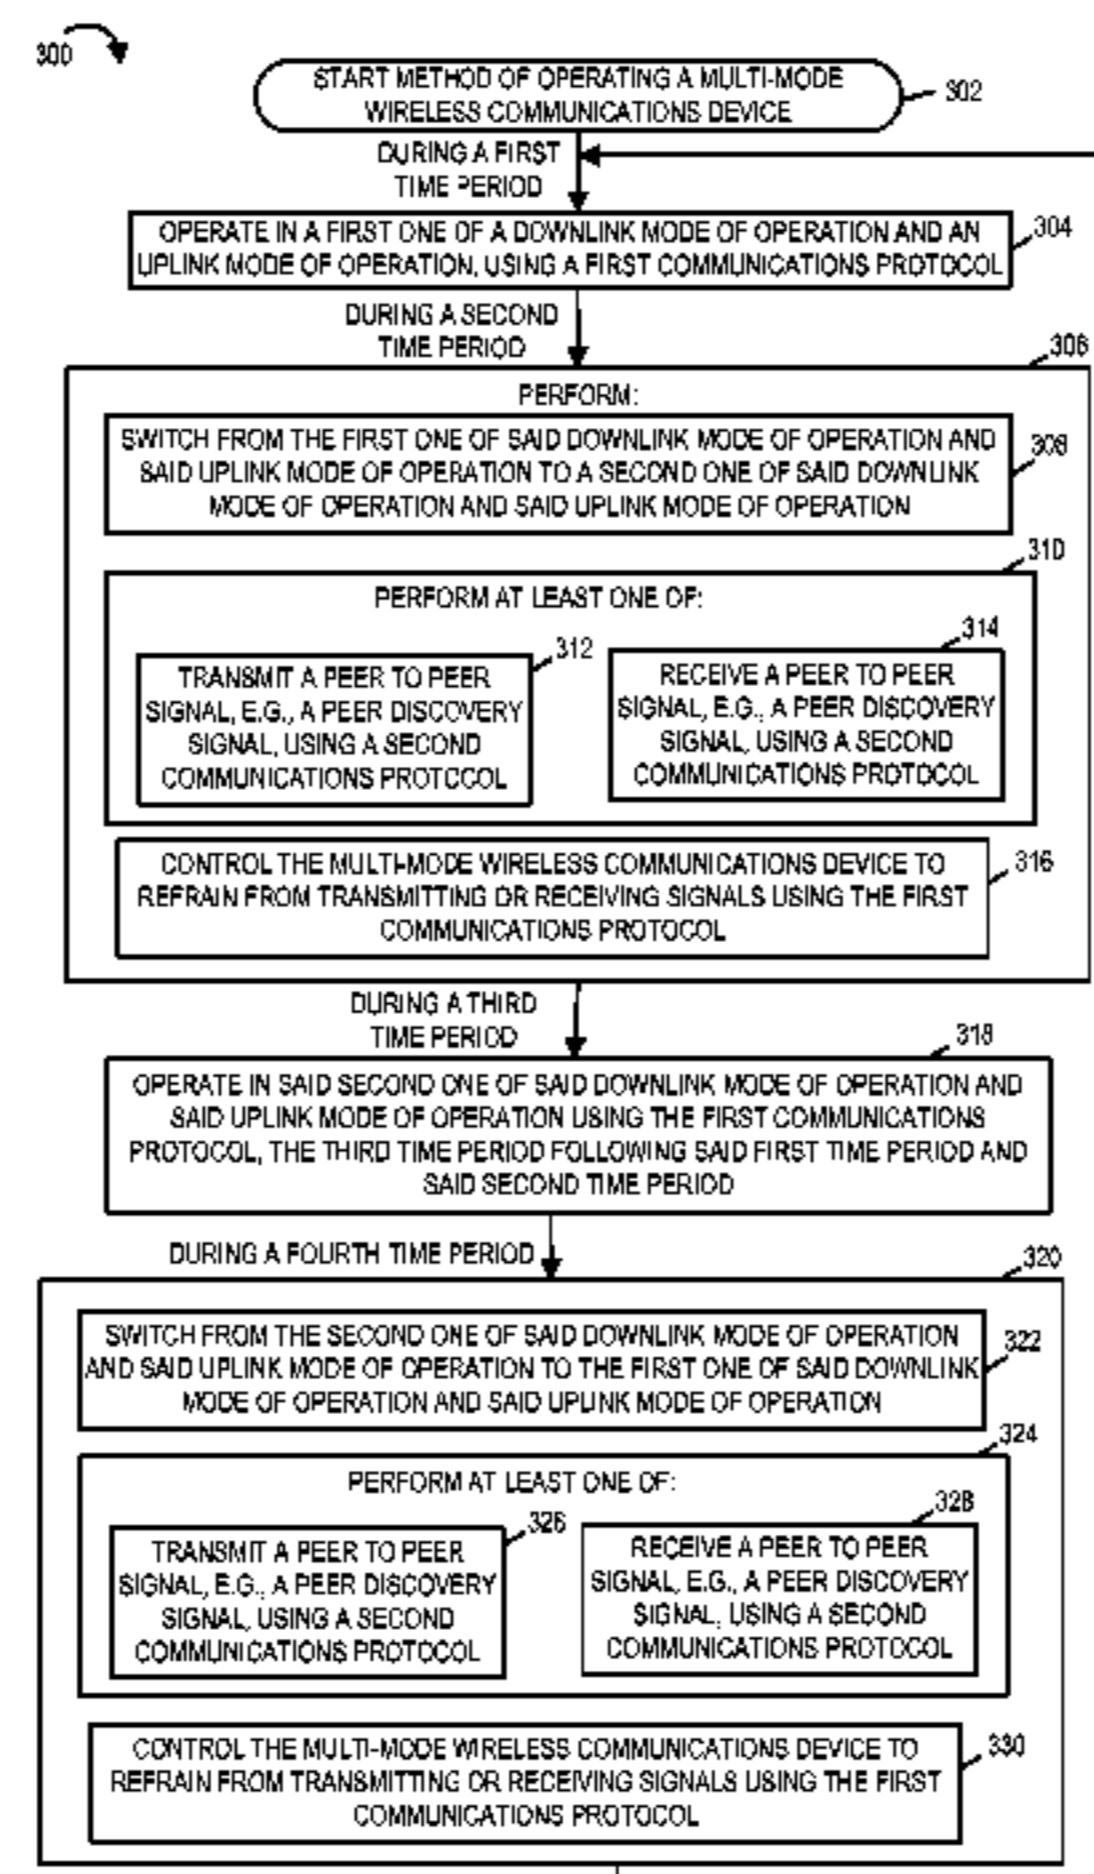 300
START METHOD OF OPERATING A MULTI-MODE
WIRELESS COMMUNICATIONS DEVICE
302
DURING A FIRST
TIME PERIOD
OPERATE IN A FIRST ONE OF A DOWNLINK MODE OF OPERATION AND AN
UPLINK MODE OF OPERATION, USING A FIRST COMMUNICATIONS PROTOCOL
304
DURING A SECOND
TIME PERIOD
306
PERFORM:
SWITCH FROM THE FIRST ONE OF SAID DOWNLINK MODE OF OPERATION AND
SAID UPLINK MODE OF OPERATION TO A SECOND ONE OF SAID DOWNLINK
MODE OF OPERATION AND SAID UPLINK MODE OF OPERATION
308
310
PERFORM AT LEAST ONE OF:
312
TRANSMIT A PEER TO PEER
SIGNAL, E.G., A PEER DISCOVERY
SIGNAL, USING A SECOND
COMMUNICATIONS PROTOCOL
314
RECEIVE A PEER TO PEER
SIGNAL, E.G., A PEER DISCOVERY
SIGNAL, USING A SECOND
COMMUNICATIONS PROTOCOL
CONTROL THE MULTI-MODE WIRELESS COMMUNICATIONS DEVICE TO
REFRAIN FROM TRANSMITTING OR RECEIVING SIGNALS USING THE FIRST
COMMUNICATIONS PROTOCOL
316
DURING A THIRD
TIME PERIOD
318
OPERATE IN SAID SECOND ONE OF SAID DOWNLINK MODE OF OPERATION AND
SAID UPLINK MODE OF OPERATION USING THE FIRST COMMUNICATIONS
PROTOCOL, THE THIRD TIME PERIOD FOLLOWING SAID FIRST TIME PERIOD AND
SAID SECOND TIME PERIOD
DURING A FOURTH TIME PERIOD
320
SWITCH FROM THE SECOND ONE OF SAID DOWNLINK MODE OF OPERATION
AND SAID UPLINK MODE OF OPERATION TO THE FIRST ONE OF SAID DOWNLINK
MODE OF OPERATION AND SAID UPLINK MODE OF OPERATION
322
324
PERFORM AT LEAST ONE OF:
326
TRANSMIT A PEER TO PEER
SIGNAL, E.G., A PEER DISCOVERY
SIGNAL, USING A SECOND
COMMUNICATIONS PROTOCOL
328
RECEIVE A PEER TO PEER
SIGNAL, E.G., A PEER DISCOVERY
SIGNAL, USING A SECOND
COMMUNICATIONS PROTOCOL
CONTROL THE MULTI-MODE WIRELESS COMMUNICATIONS DEVICE TO
REFRAIN FROM TRANSMITTING OR RECEIVING SIGNALS USING THE FIRST
COMMUNICATIONS PROTOCOL
330